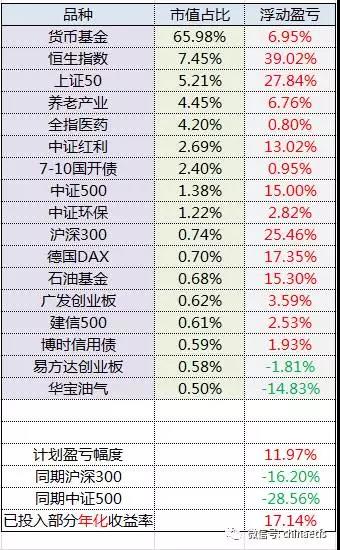 品种 市值占比 浮动盈亏
货币基金 65.98% 6.95%
恒生指数 7.45% 39.02%
上证50 5.21% 27.84%
养老产业 4.45% 6.76%
全指医药 4.20% 0.80%
中证红利 2.69% 13.02%
7-10国开债 2.40% 0.95%
中证500 1.38% 15.00%
中证环保 1.22% 2.82%
沪深300 0.74% 25.46%
德国DAX 0.70% 17.35%
石油基金 0.68% 15.30%
广发创业板 0.62% 3.59%
建信500 0.61% 2.53%
博时信用债 0.59% 1.93%
易方达创业板 0.58% -1.81%
华宝油气 0.50% -14.83%
计划盈亏幅度 11.97%
同期沪深300 -16.20%
同期中证500 -28.56%
已投入部分年化收益率 17.14%
微信号: chinaetfs